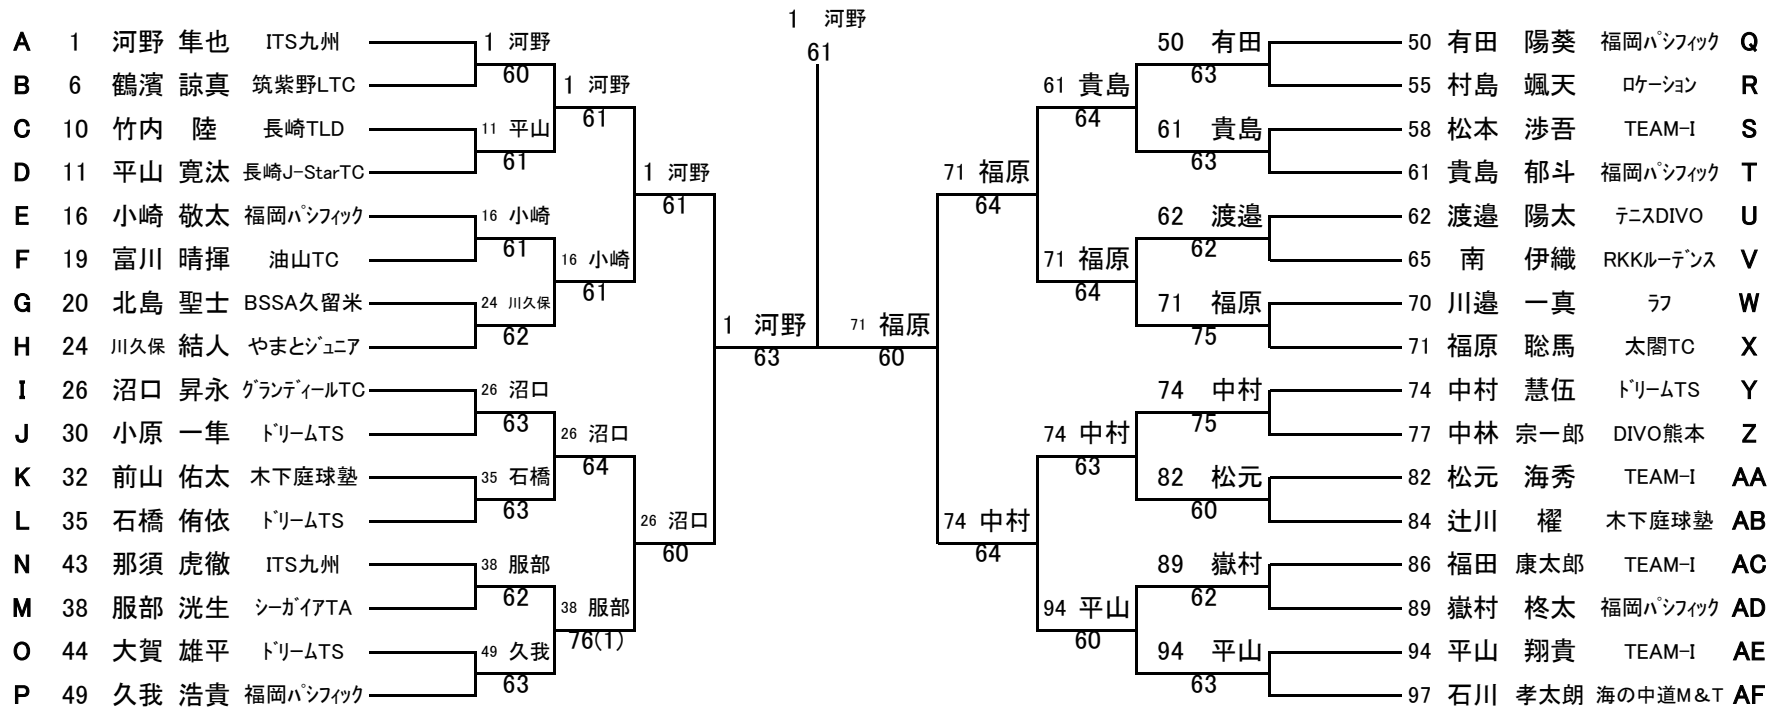 1 河野
61
A 1 河野 隼也 ITS九州
B 6 鶴濱 諒真 筑紫野LTC
C 10 竹内 陸 長崎TLD
D 11 平山 寛汰 長崎J-StarTC
E 16 小崎 敬太 福岡パシフィック
F 19 富川 晴揮 油山TC
G 20 北島 聖士 BSSA久留米
H 24 川久保 結人 やまとジュニア
I 26 沼口 昇永 グランディールTC
J 30 小原 一隼 ドリームTS
K 32 前山 佑太 木下庭球塾
L 35 石橋 侑依 ドリームTS
N 43 那須 虎徹 ITS九州
M 38 服部 洸生 シーガイアTA
O 44 大賀 雄平 ドリームTS
P 49 久我 浩貴 福岡パシフィック
1 河野
60
11 平山
61
16 小崎
61
24 川久保
62
26 沼口
63
35 石橋
63
38 服部
62
49 久我
63
1 河野
61
16 小崎
61
26 沼口
64
38 服部
76(1)
1 河野
61
26 沼口
60
1 河野
63
71 福原
60
71 福原
64
74 中村
64
61 貴島
64
71 福原
64
74 中村
63
94 平山
60
50 有田
63
61 貴島
63
62 渡邉
62
71 福原
75
74 中村
75
82 松元
60
89 嶽村
62
94 平山
63
50 有田 陽葵 福岡パシフィック Q
55 村島 颯天 ロケーション R
58 松本 渉吾 TEAM-I S
61 貴島 郁斗 福岡パシフィック T
62 渡邉 陽太 テニスDIVO U
65 南 伊織 RKKルーデンス V
70 川邉 一真 ラフ W
71 福原 聡馬 太閤TC X
74 中村 慧伍 ドリームTS Y
77 中林 宗一郎 DIVO熊本 Z
82 松元 海秀 TEAM-I AA
84 辻川 櫂 木下庭球塾 AB
86 福田 康太郎 TEAM-I AC
89 嶽村 柊太 福岡パシフィック AD
94 平山 翔貴 TEAM-I AE
97 石川 孝太朗 海の中道M&T AF